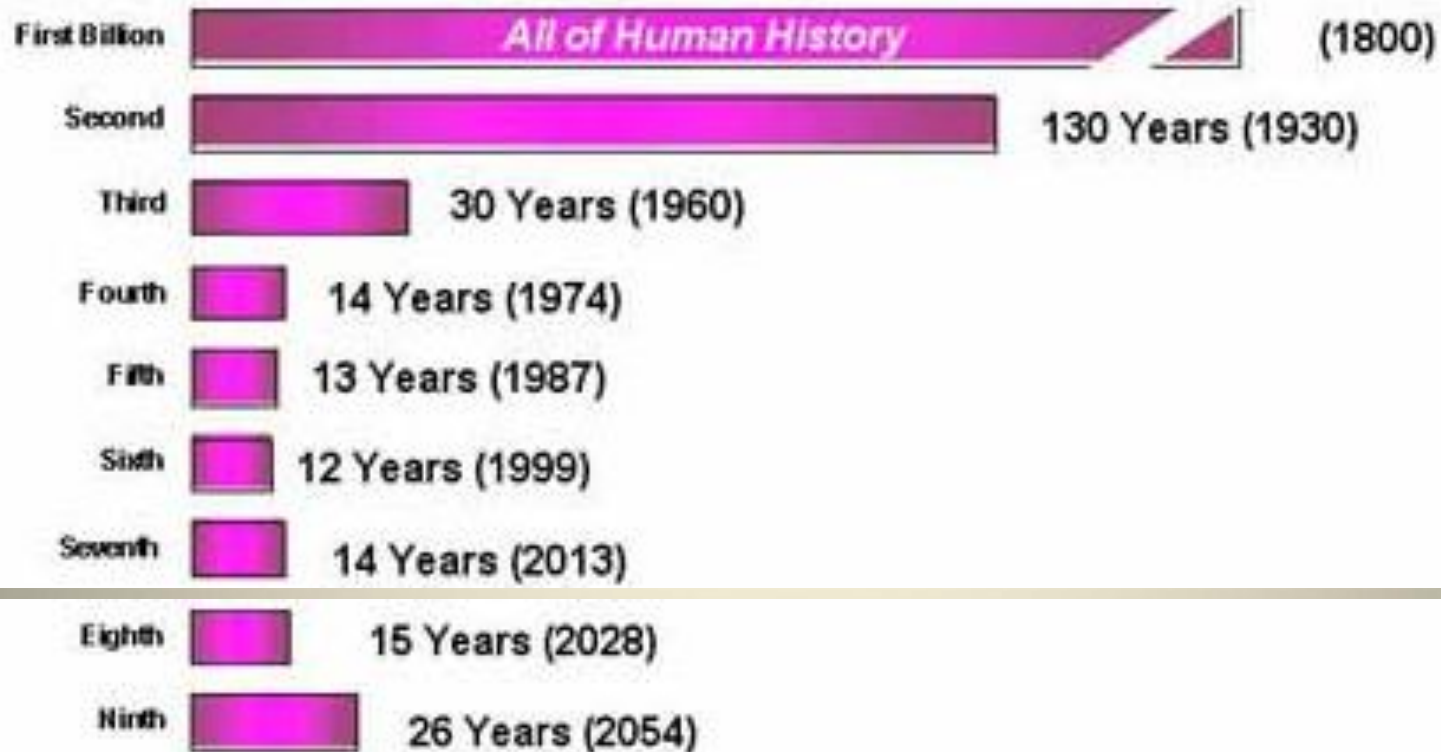 First Billion All of Human History (1800)
Second 130 Years (1930)
Third 30 Years (1960)
Fourth 14 Years (1974)
Fifth 13 Years (1987)
Sixth 12 Years (1999)
Seventh 14 Years (2013)
Eighth 15 Years (2028)
Ninth 26 Years (2054)